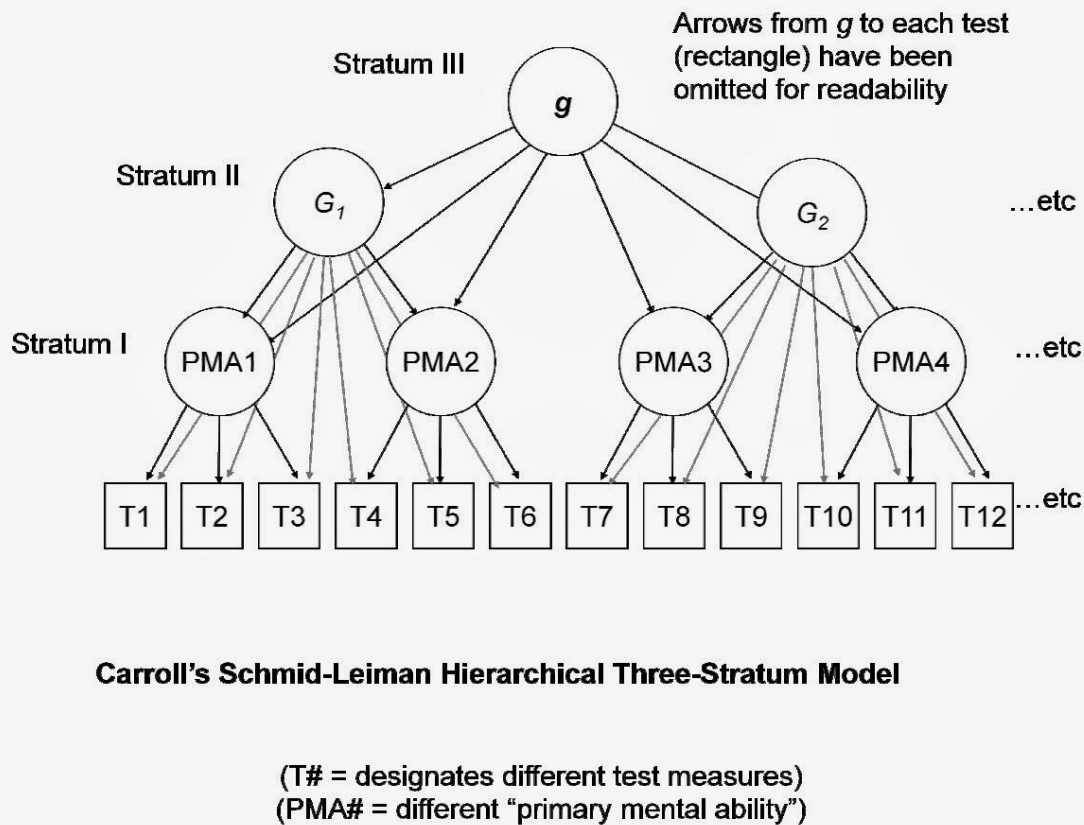 Arrows from g to each test
(rectangle) have been
omitted for readability
Stratum III
g
Stratum II
G1
G2
...etc
Stratum I
PMA1
PMA2
PMA3
PMA4
...etc
T1
T2
T3
T4
T5
T6
T7
T8
T9
T10
T11
T12
...etc
Carroll's Schmid-Leiman Hierarchical Three-Stratum Model
(T# = designates different test measures)
(PMA# = different “primary mental ability”)